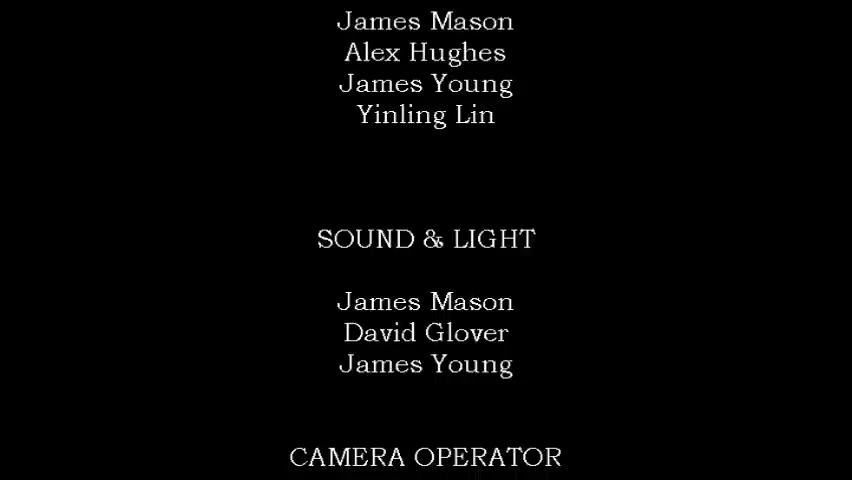 James Mason
Alex Hughes
James Young
Yinling Lin
SOUND & LIGHT
James Mason
David Glover
James Young
CAMERA OPERATOR